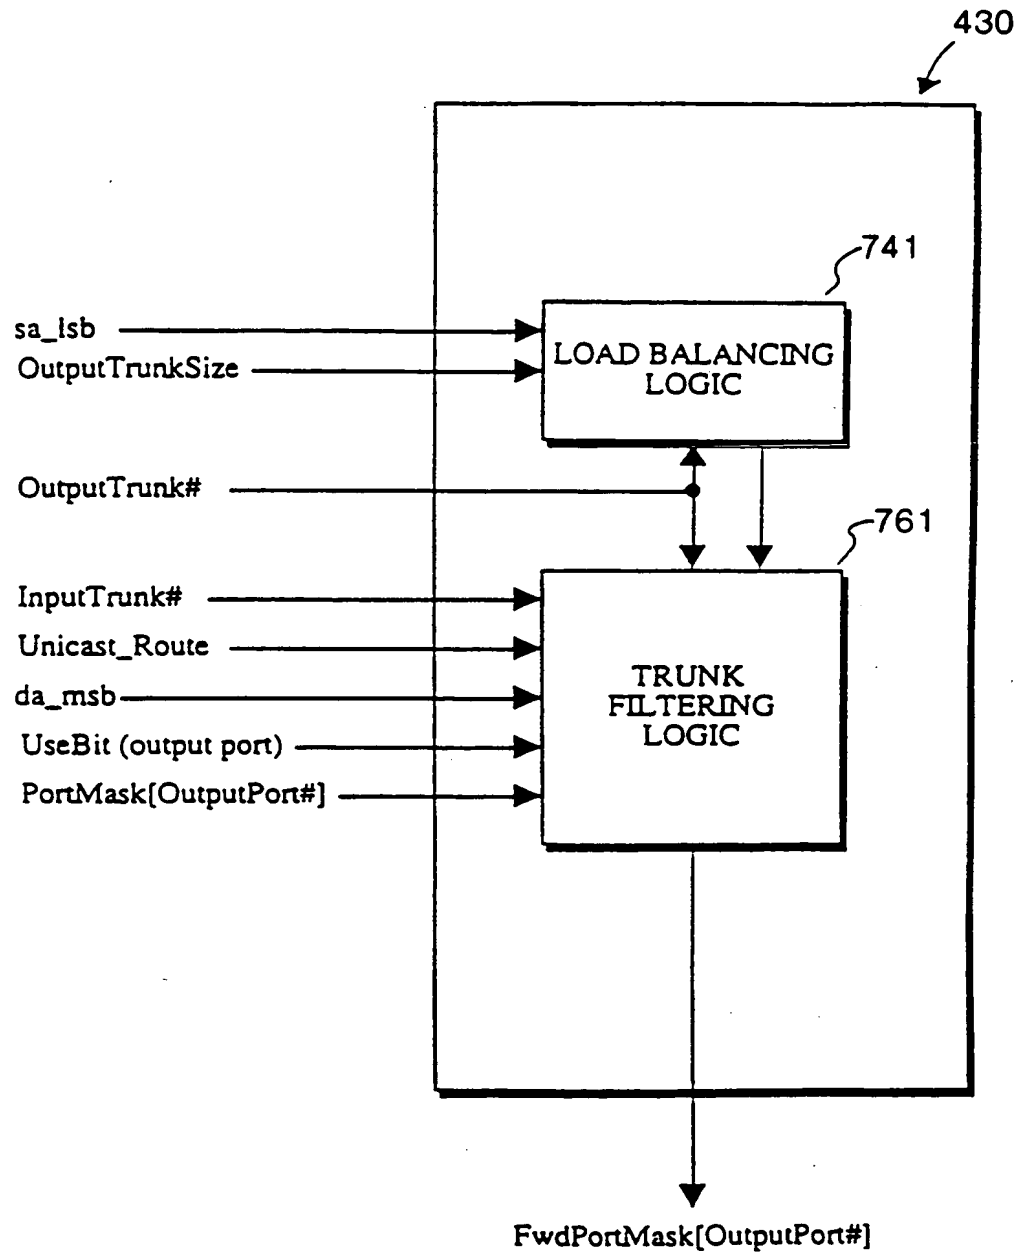 430
741
sa_lsb
OutputTrunkSize
LOAD BALANCING
LOGIC
OutputTrunk#
761
InputTrunk#
Unicast_Route
da_msb
UseBit (output port)
PortMask[OutputPort#]
TRUNK
FILTERING
LOGIC
FwdPortMask[OutputPort#]